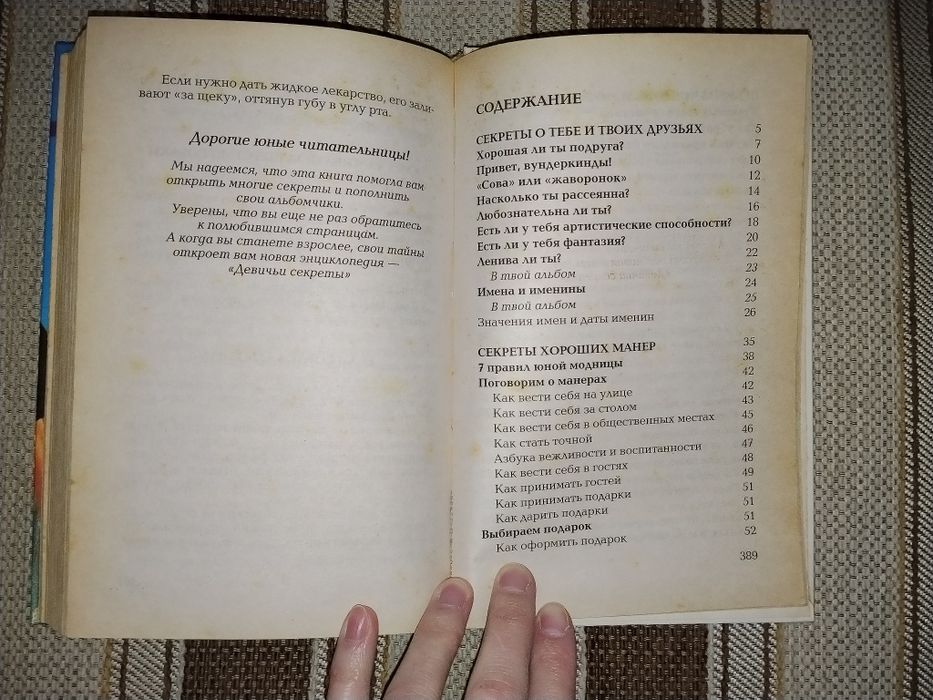 Если нужно дать жидкое лекарство, его зали-
вают «за щеку», оттянув губу в углу рта.
Дорогие юные читательницы!
Мы надеемся, что эта книга помогла вам
открыть многие секреты и пополнить
свои альбомчики.
Уверены, что вы еще не раз обратитесь
к полюбившимся страницам.
А когда вы станете взрослее, свои тайны
откроет вам новая энциклопедия —
«Девичьи секреты»
СОДЕРЖАНИЕ
СЕКРЕТЫ О ТЕБЕ И ТВОИХ ДРУЗЬЯХ 5
Хорошая ли ты подруга? 7
Привет, вундеркинды! 10
«Сова» или «жаворонок» 12
Насколько ты рассеянна? 14
Любознательна ли ты? 16
Есть ли у тебя артистические способности? 18
Есть ли у тебя фантазия? 20
Ленива ли ты? 22
В твой альбом 23
Имена и именины 24
В твой альбом 25
Значения имен и даты именин 26
СЕКРЕТЫ ХОРОШИХ МАНЕР 35
7 правил юной модницы 38
Поговорим о манерах 42
Как вести себя на улице 42
Как вести себя за столом 43
Как вести себя в общественных местах 45
Как стать точной 46
Азбука вежливости и воспитанности 47
Как вести себя в гостях 48
Как принимать гостей 49
Как принимать подарки 51
Как дарить подарки 51
Выбираем подарок 51
Как оформить подарок 52
389